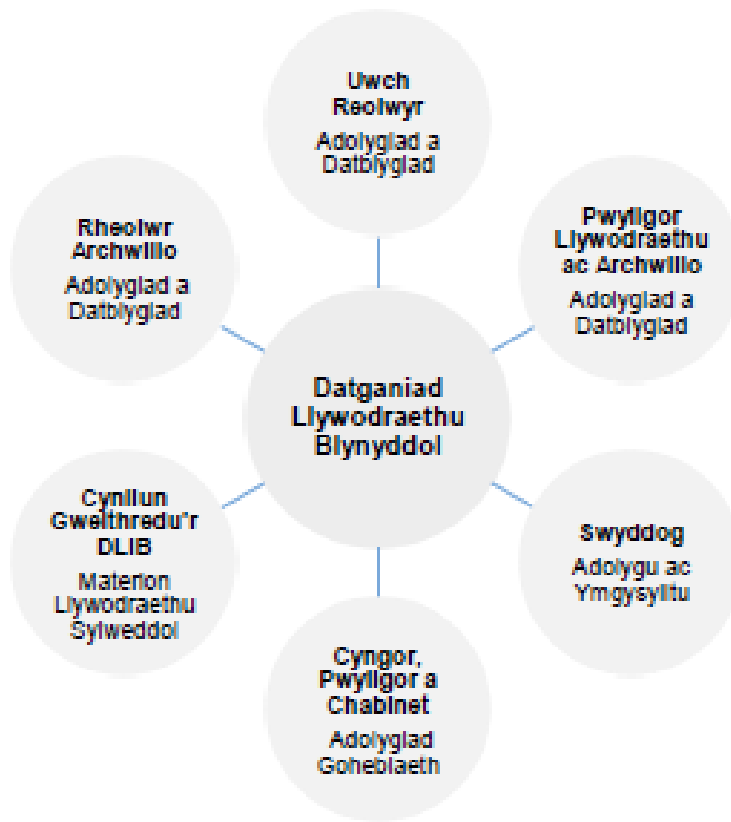 Uwch
Reolwyr
Adolygiad a
Datblygiad
Pwyllgor
Llywodraethu
ac Archwilio
Adolygiad a
Datblygiad
Swyddog
Adolygu ac
Ymgysylltu
Cyngor,
Pwyllgor a
Chabinet
Adolygiad
Gohebiaeth
Cynllun
Gweithredu'r
DLIB
Materion
Llywodraethu
Sylweddol
Rheolwr
Archwilio
Adolygiad a
Datblygiad
Datganiad
Llywodraethu
Blynyddol